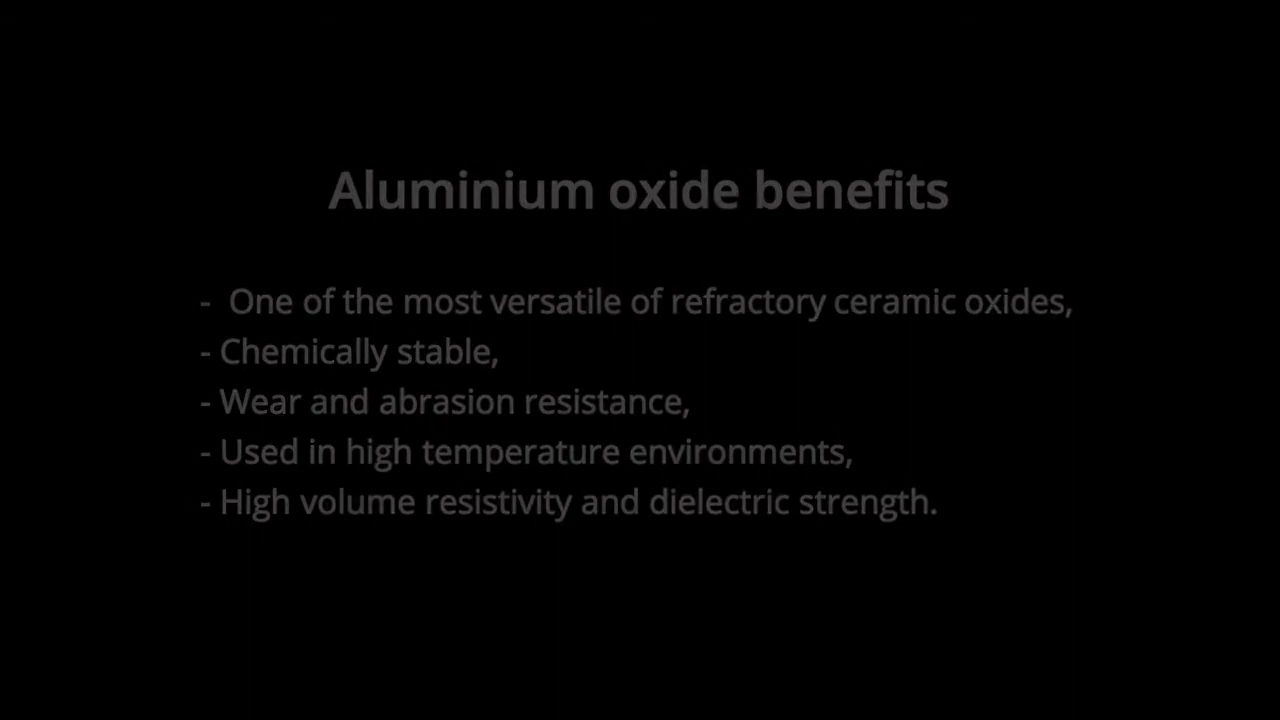 Aluminium oxide benefits
-  One of the most versatile of refractory ceramic oxides,
- Chemically stable,
- Wear and abrasion resistance,
- Used in high temperature environments,
- High volume resistivity and dielectric strength.